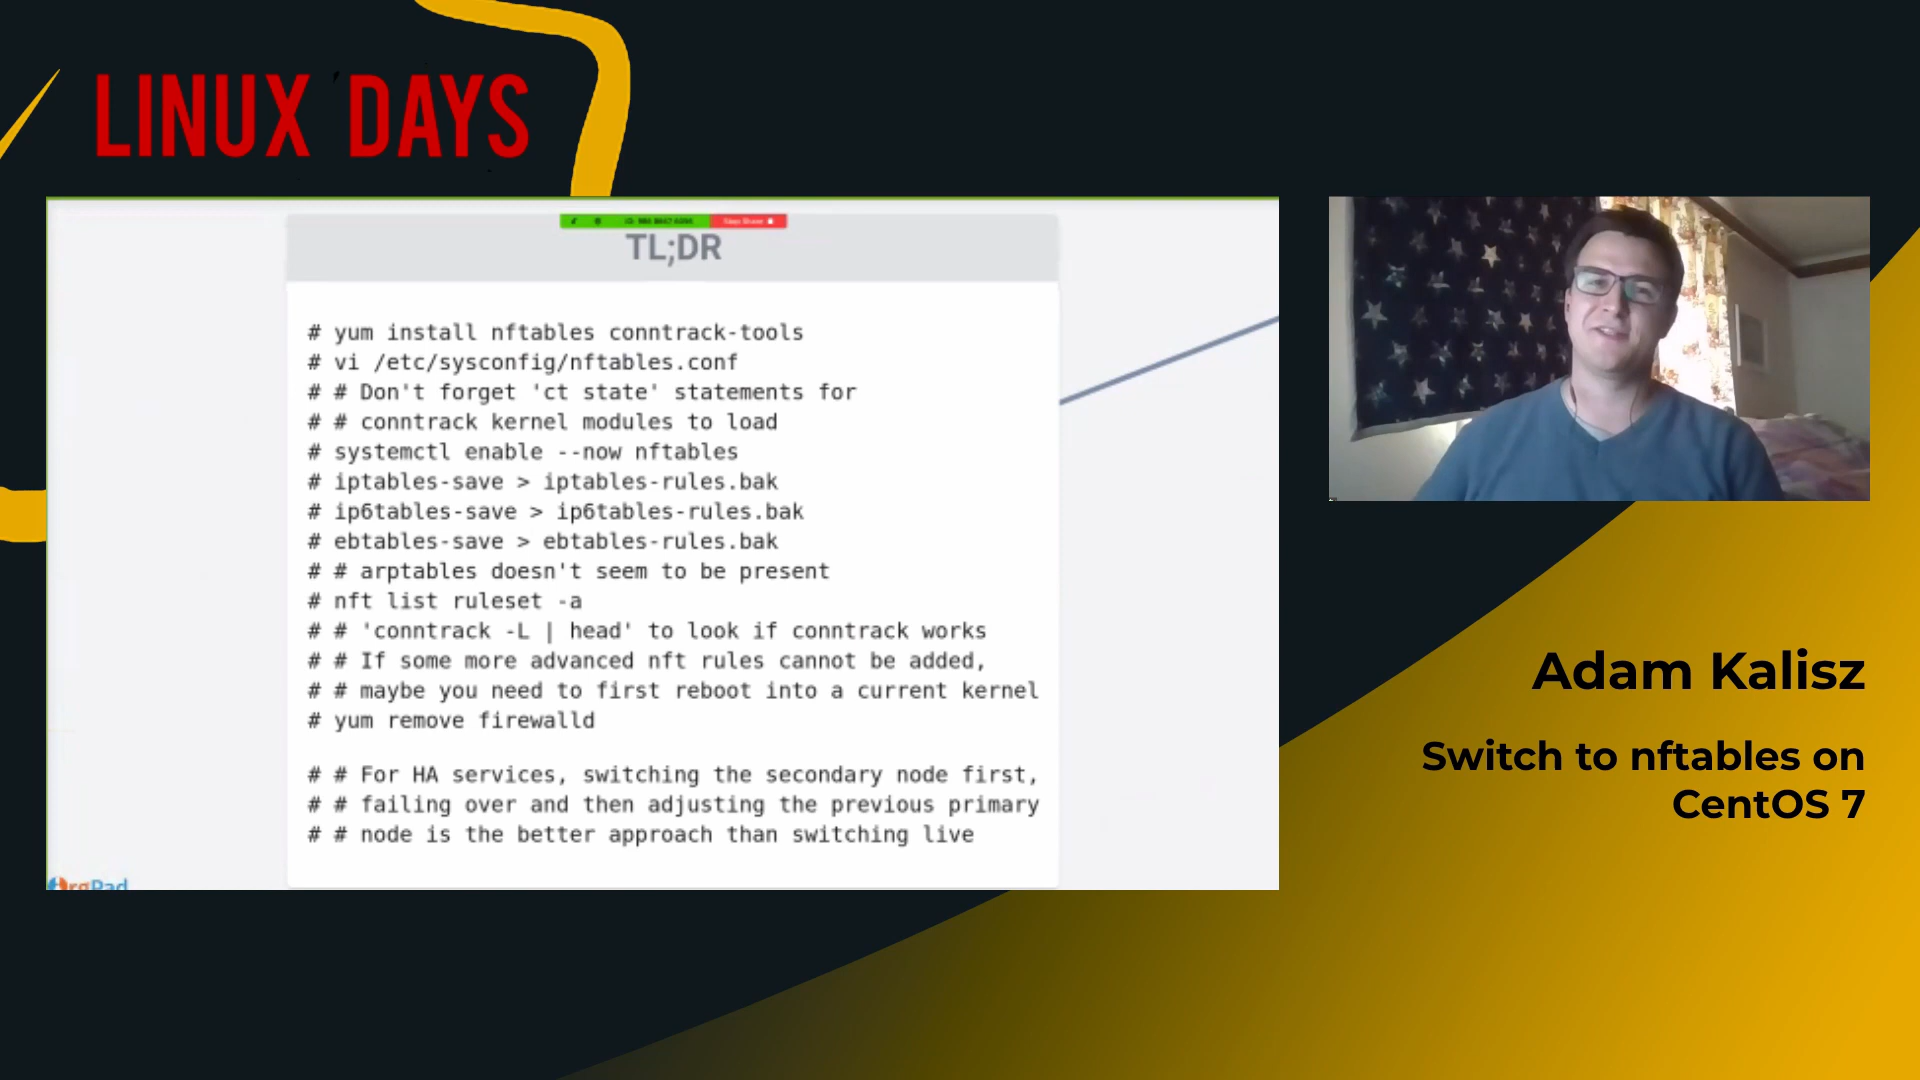 LINUX DAYS
TL;DR
# yum install nftables conntrack-tools
# vi /etc/sysconfig/nftables.conf
# # Don't forget 'ct state' statements for
# # conntrack kernel modules to load
# systemctl enable --now nftables
# iptables-save > iptables-rules.bak
# ip6tables-save > ip6tables-rules.bak
# ebtables-save > ebtables-rules.bak
# # arptables doesn't seem to be present
# nft list ruleset -a
# # 'conntrack -L | head' to look if conntrack works
# # If some more advanced nft rules cannot be added,
# # maybe you need to first reboot into a current kernel
# yum remove firewalld
# # For HA services, switching the secondary node first,
# # failing over and then adjusting the previous primary
# # node is the better approach than switching live
Adam Kalisz
Switch to nftables on
CentOS 7